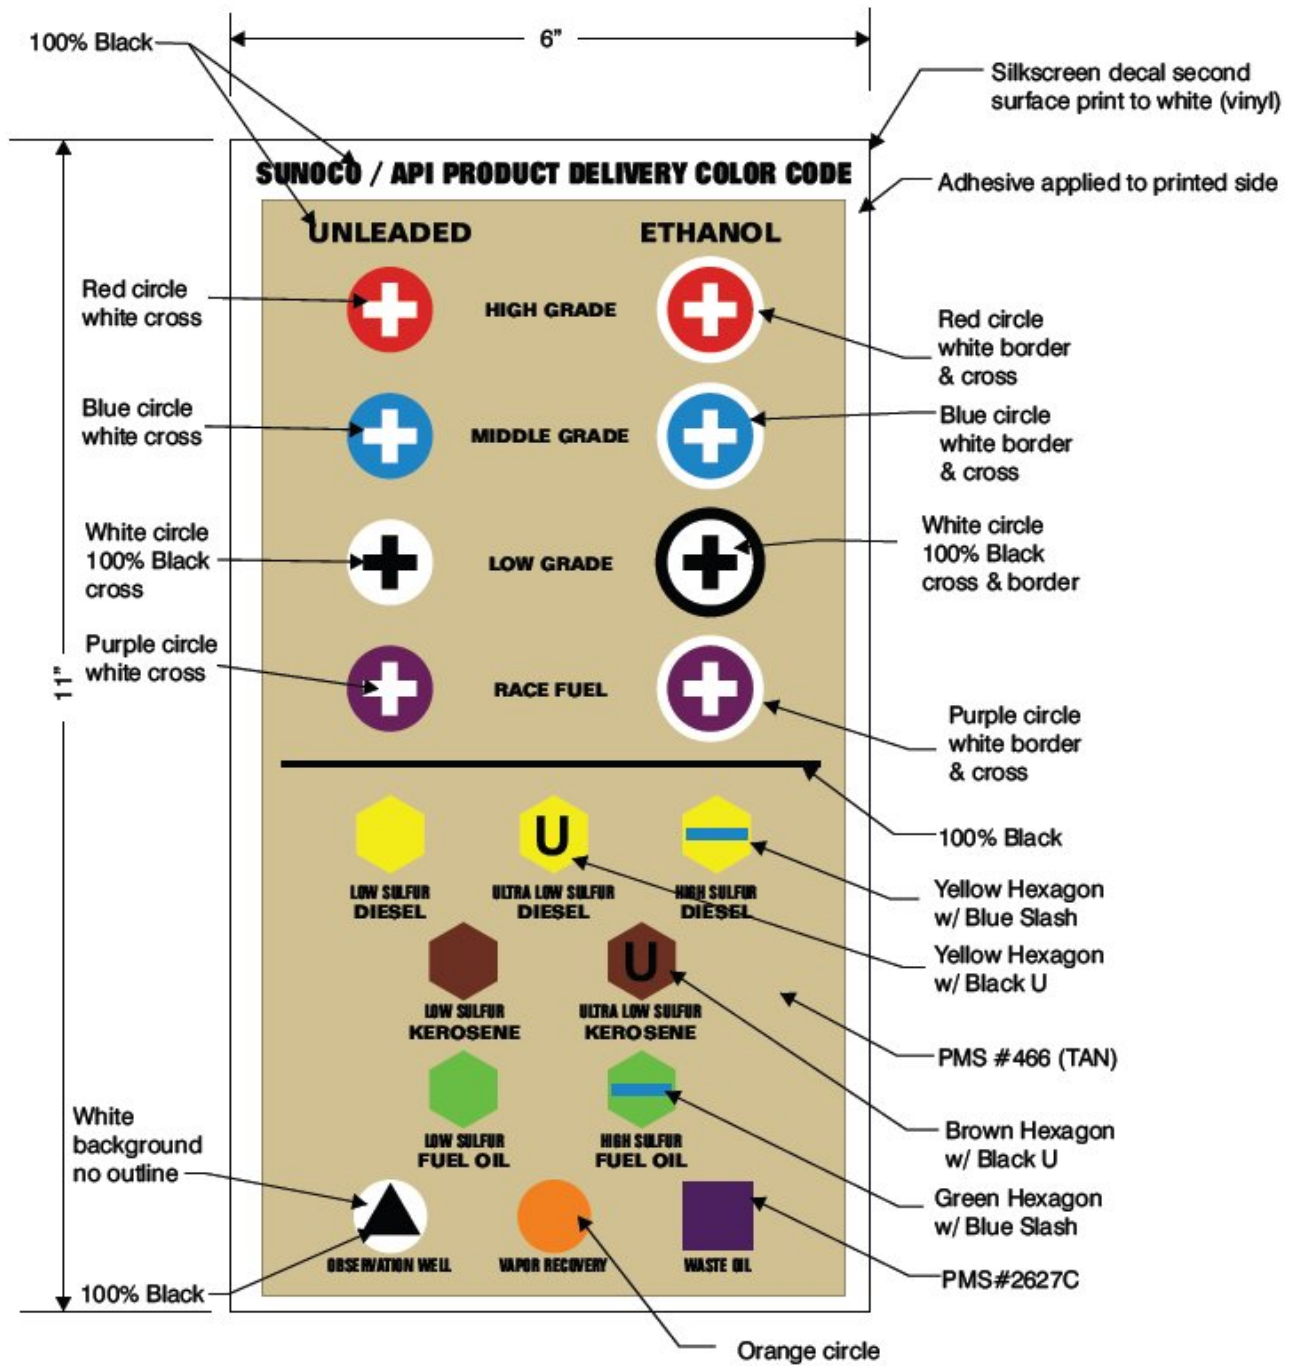 100% Black
6"
Silkscreen decal second
surface print to white (vinyl)
SUNOCO / API PRODUCT DELIVERY COLOR CODE
Adhesive applied to printed side
UNLEADED
ETHANOL
Red circle
white cross
HIGH GRADE
Red circle
white border
& cross
Blue circle
white cross
MIDDLE GRADE
Blue circle
white border
& cross
White circle
100% Black
cross
LOW GRADE
White circle
100% Black
cross & border
Purple circle
white cross
11"
RACE FUEL
Purple circle
white border
& cross
100% Black
U
LOW SULFUR
DIESEL
ULTRA LOW SULFUR
DIESEL
HIGH SULFUR
DIESEL
Yellow Hexagon
w/ Blue Slash
Yellow Hexagon
w/ Black U
U
LOW SULFUR
KEROSENE
ULTRA LOW SULFUR
KEROSENE
PMS #466 (TAN)
LOW SULFUR
FUEL OIL
HIGH SULFUR
FUEL OIL
White
background
no outline
Brown Hexagon
w/ Black U
Green Hexagon
w/ Blue Slash
OBSERVATION WELL
VAPOR RECOVERY
WASTE OIL
100% Black
PMS#2627C
Orange circle